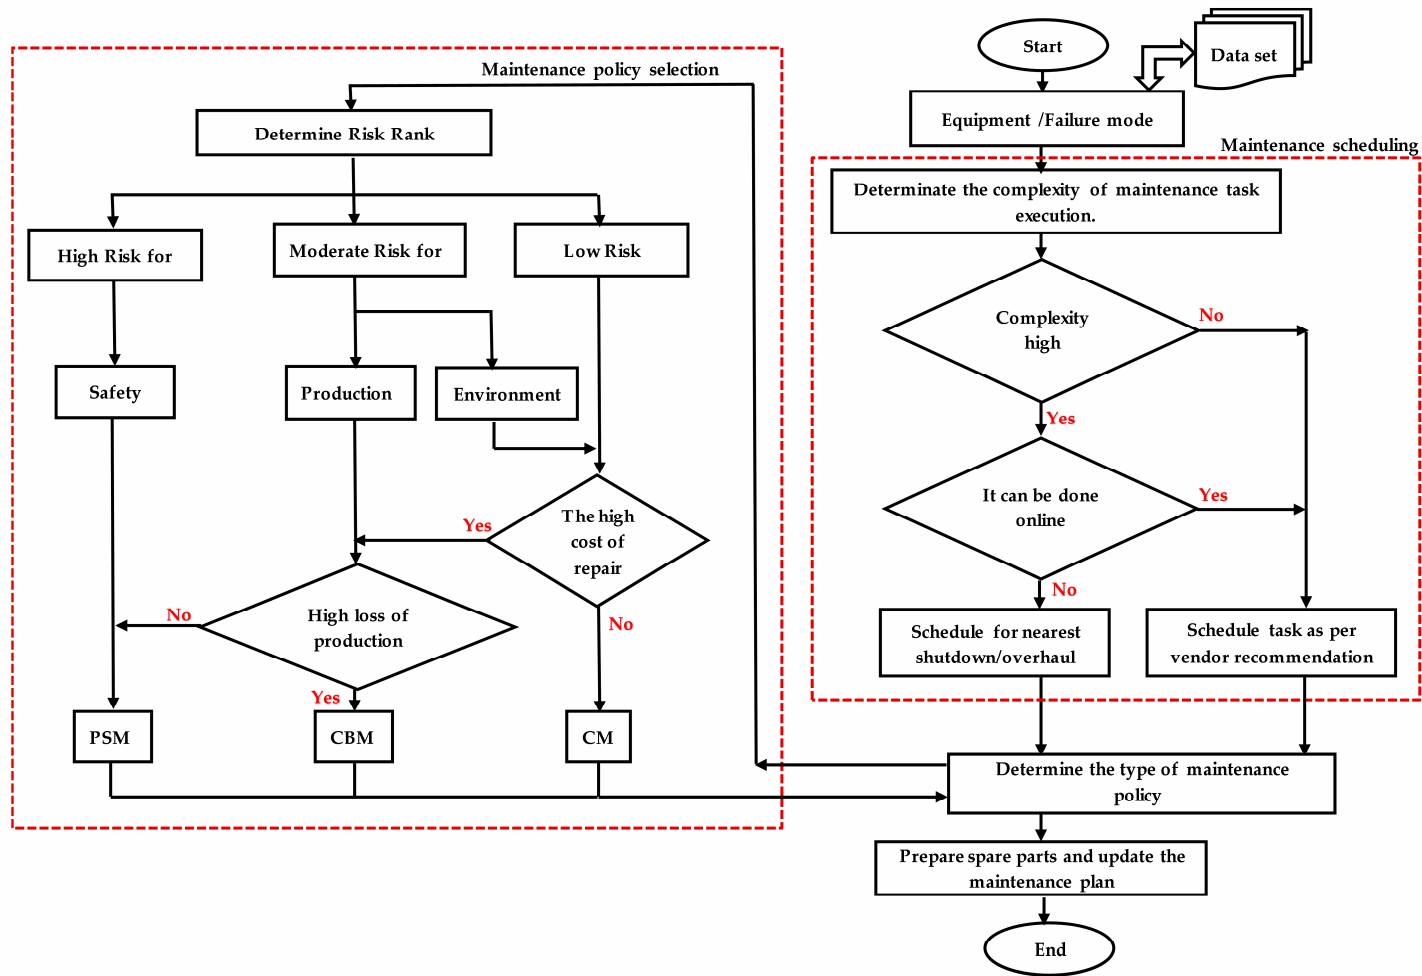 Maintenance policy selection
Determine Risk Rank
High Risk for
Moderate Risk for
Low Risk
Safety
Production
Environment
The high
cost of
repair
Yes
No
High loss of
production
No
Yes
PSM
CBM
CM
Start
Data set
Equipment /Failure mode
Maintenance scheduling
Determinate the complexity of maintenance task
execution.
Complexity
high
No
Yes
It can be done
online
Yes
No
Schedule for nearest
shutdown/overhaul
Schedule task as per
vendor recommendation
Determine the type of maintenance
policy
Prepare spare parts and update the
maintenance plan
End